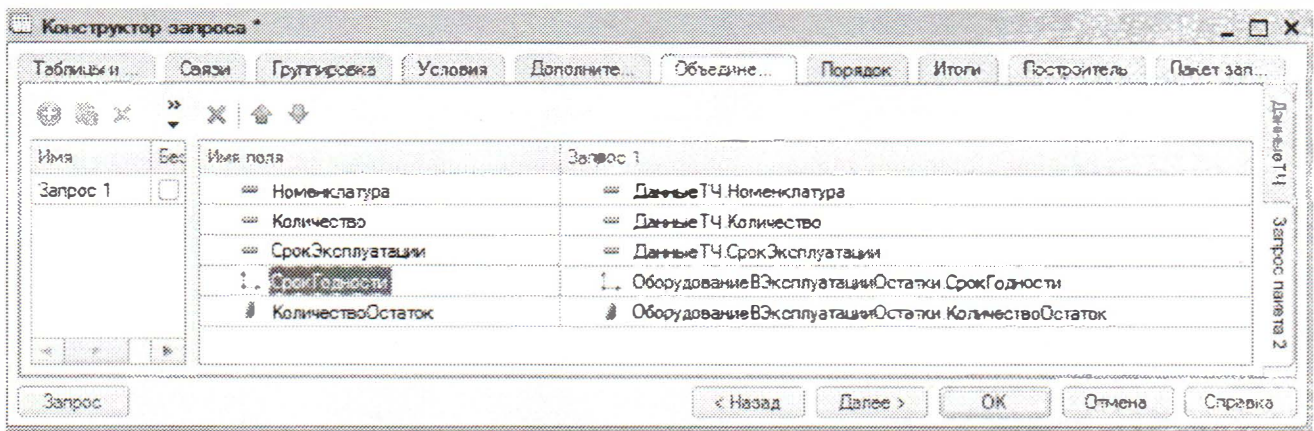 Конструктор запроса *
Таблицы и ... Связи Группировка Условия Дополните... Объедине... Порядок Итоги Построитель Пакет зап...
Имя Бес Имя поля Запрос 1
Запрос 1 Номенклатура ДанныеТЧ.Номенклатура
Количество ДанныеТЧ.Количество
СрокЭксплуатации ДанныеТЧ.СрокЭксплуатации
СрокГодности ОборудованиеВЭксплуатацииОстатки.СрокГодности
КоличествоОстаток ОборудованиеВЭксплуатацииОстатки.КоличествоОстаток
ДанныеТЧ
Запрос пакета 2
Запрос < Назад Далее > ОК Отмена Справка